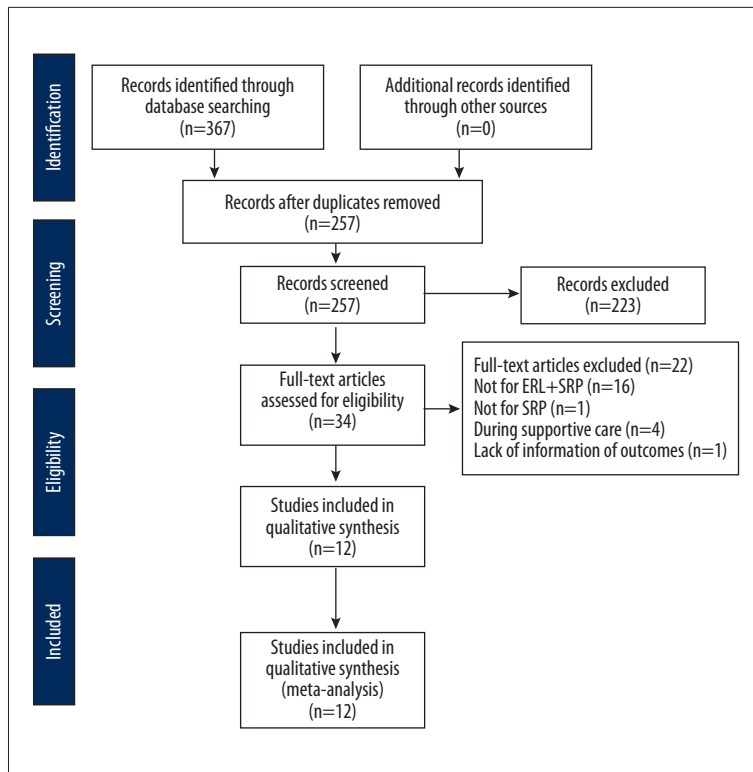 Identification
Records identified through
database searching
(n=367)
Additional records identified
through other sources
(n=0)
Records after duplicates removed
(n=257)
Screening
Records screened
(n=257)
Records excluded
(n=223)
Eligibility
Full-text articles
assessed for eligibility
(n=34)
Full-text articles excluded (n=22)
Not for ERL+SRP (n=16)
Not for SRP (n=1)
During supportive care (n=4)
Lack of information of outcomes (n=1)
Studies included in
qualitative synthesis
(n=12)
Included
Studies included in
qualitative synthesis
(meta-analysis)
(n=12)